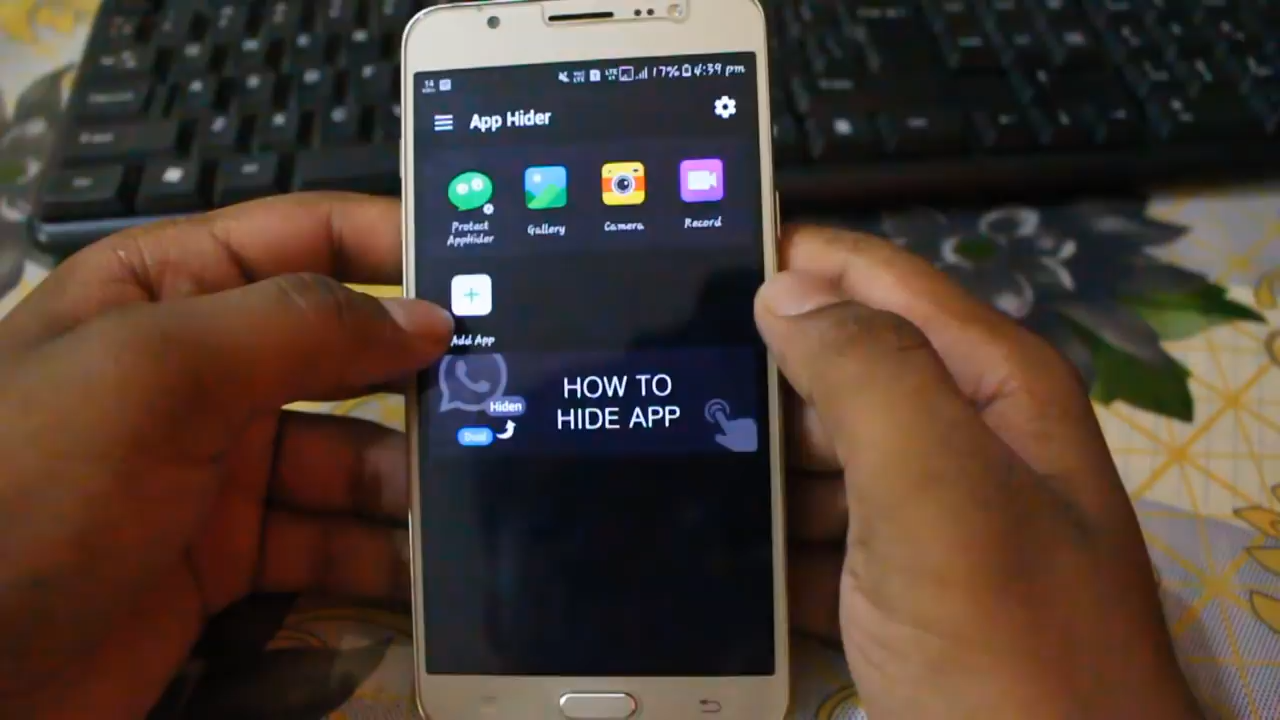 17% 4:39 pm
App Hider
Protect
AppHider
Gallery
Camera
Record
Add App
Hiden
Dual
HOW TO
HIDE APP